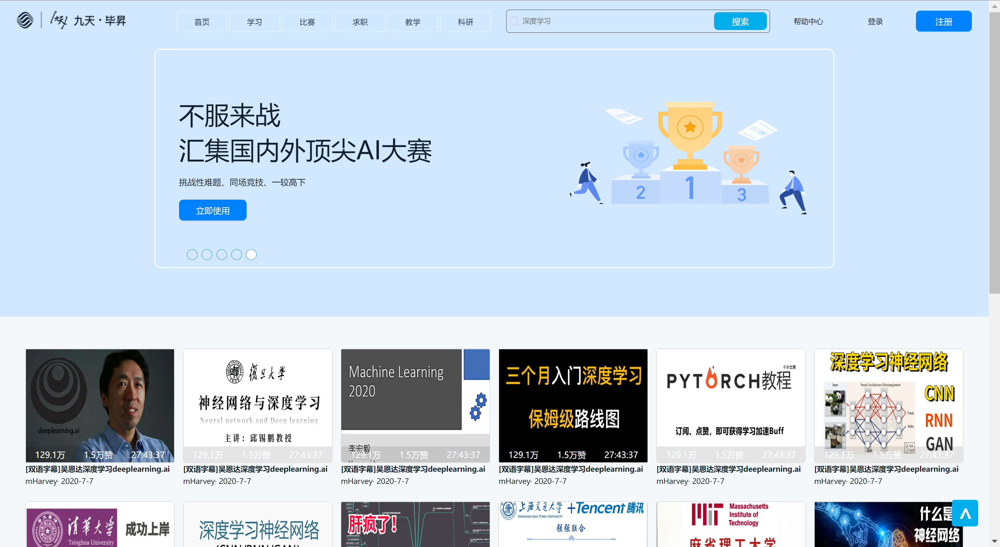 九天·毕昇
首页
学习
比赛
求职
教学
科研
深度学习
搜索
帮助中心
登录
注册
不服来战
汇集国内外顶尖AI大赛
挑战性难题、同场竞技、一较高下
立即使用
2
1
3
deeplearning.ai
129.1万 1.5万赞 27:43:37
[双语字幕]吴恩达深度学习deeplearning.ai
mHarvey· 2020-7-7
FUDAN UNIVERSITY
1905
復旦大學
神经网络与深度学习
Neural network and Deep learning
主讲：邱锡鹏教授
129.1万 1.5万赞 27:43:37
[双语字幕]吴恩达深度学习deeplearning.ai
mHarvey· 2020-7-7
Machine Learning
2020
李宏毅
129.1万 1.5万赞 27:43:37
[双语字幕]吴恩达深度学习deeplearning.ai
mHarvey· 2020-7-7
三个月入门深度学习
保姆级路线图
129.1万 1.5万赞 27:43:37
[双语字幕]吴恩达深度学习deeplearning.ai
mHarvey· 2020-7-7
©小土堆
PYTORCH教程
订阅、点赞，即可获得学习加速Buff
129.1万 1.5万赞 27:43:37
[双语字幕]吴恩达深度学习deeplearning.ai
mHarvey· 2020-7-7
深度学习神经网络
Input
Neural Architecture Disentanglement
CNN
RNN
GAN
Panda
Tabby
Unit
Layer
129.1万 1.5万赞 27:43:37
[双语字幕]吴恩达深度学习deeplearning.ai
mHarvey· 2020-7-7
清華大学
Tsinghua University
成功上岸
深度学习神经网络
(CNN/RNN/GAN)
肝疯了！
上海交通大学
SHANGHAI JIAO TONG UNIVERSITY
+Tencent 腾讯
强强联合
MIT
Massachusetts
Institute of
Technology
麻省理工大学
什么是
神经网络